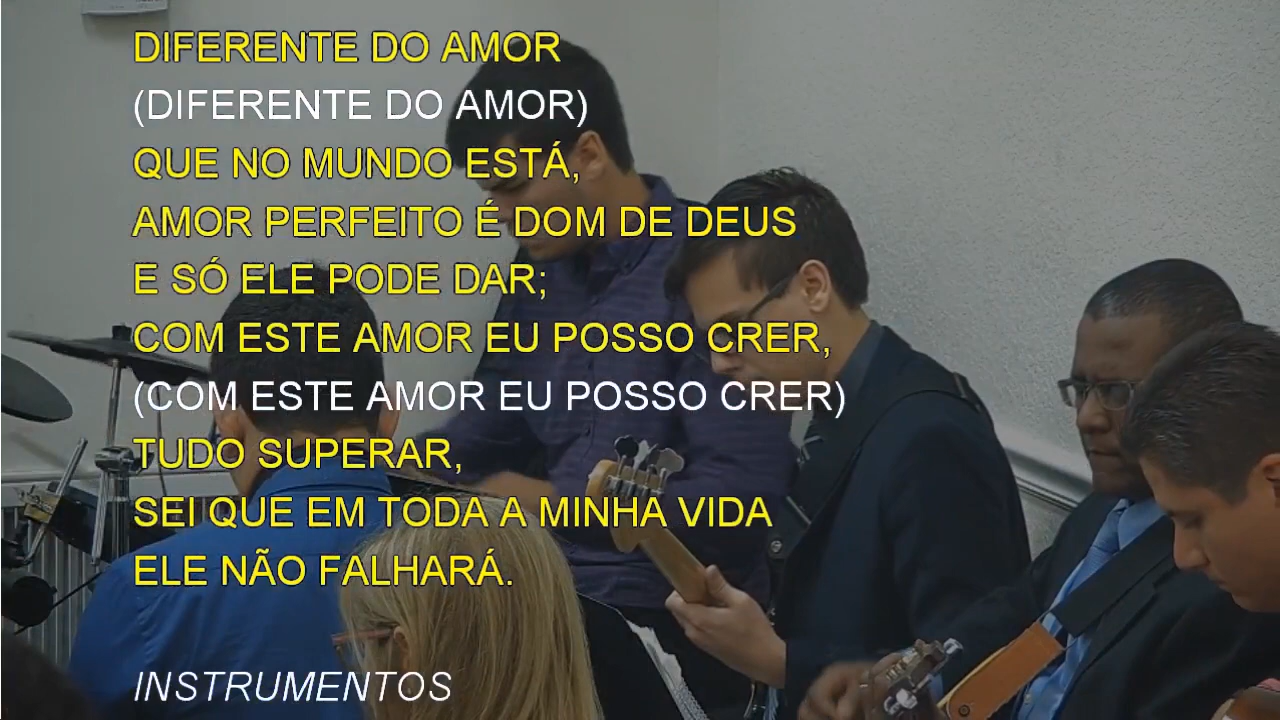 DIFERENTE DO AMOR
(DIFERENTE DO AMOR)
QUE NO MUNDO ESTÁ,
AMOR PERFEITO É DOM DE DEUS
E SÓ ELE PODE DAR;
COM ESTE AMOR EU POSSO CRER,
(COM ESTE AMOR EU POSSO CRER)
TUDO SUPERAR,
SEI QUE EM TODA A MINHA VIDA
ELE NÃO FALHARÁ.
INSTRUMENTOS